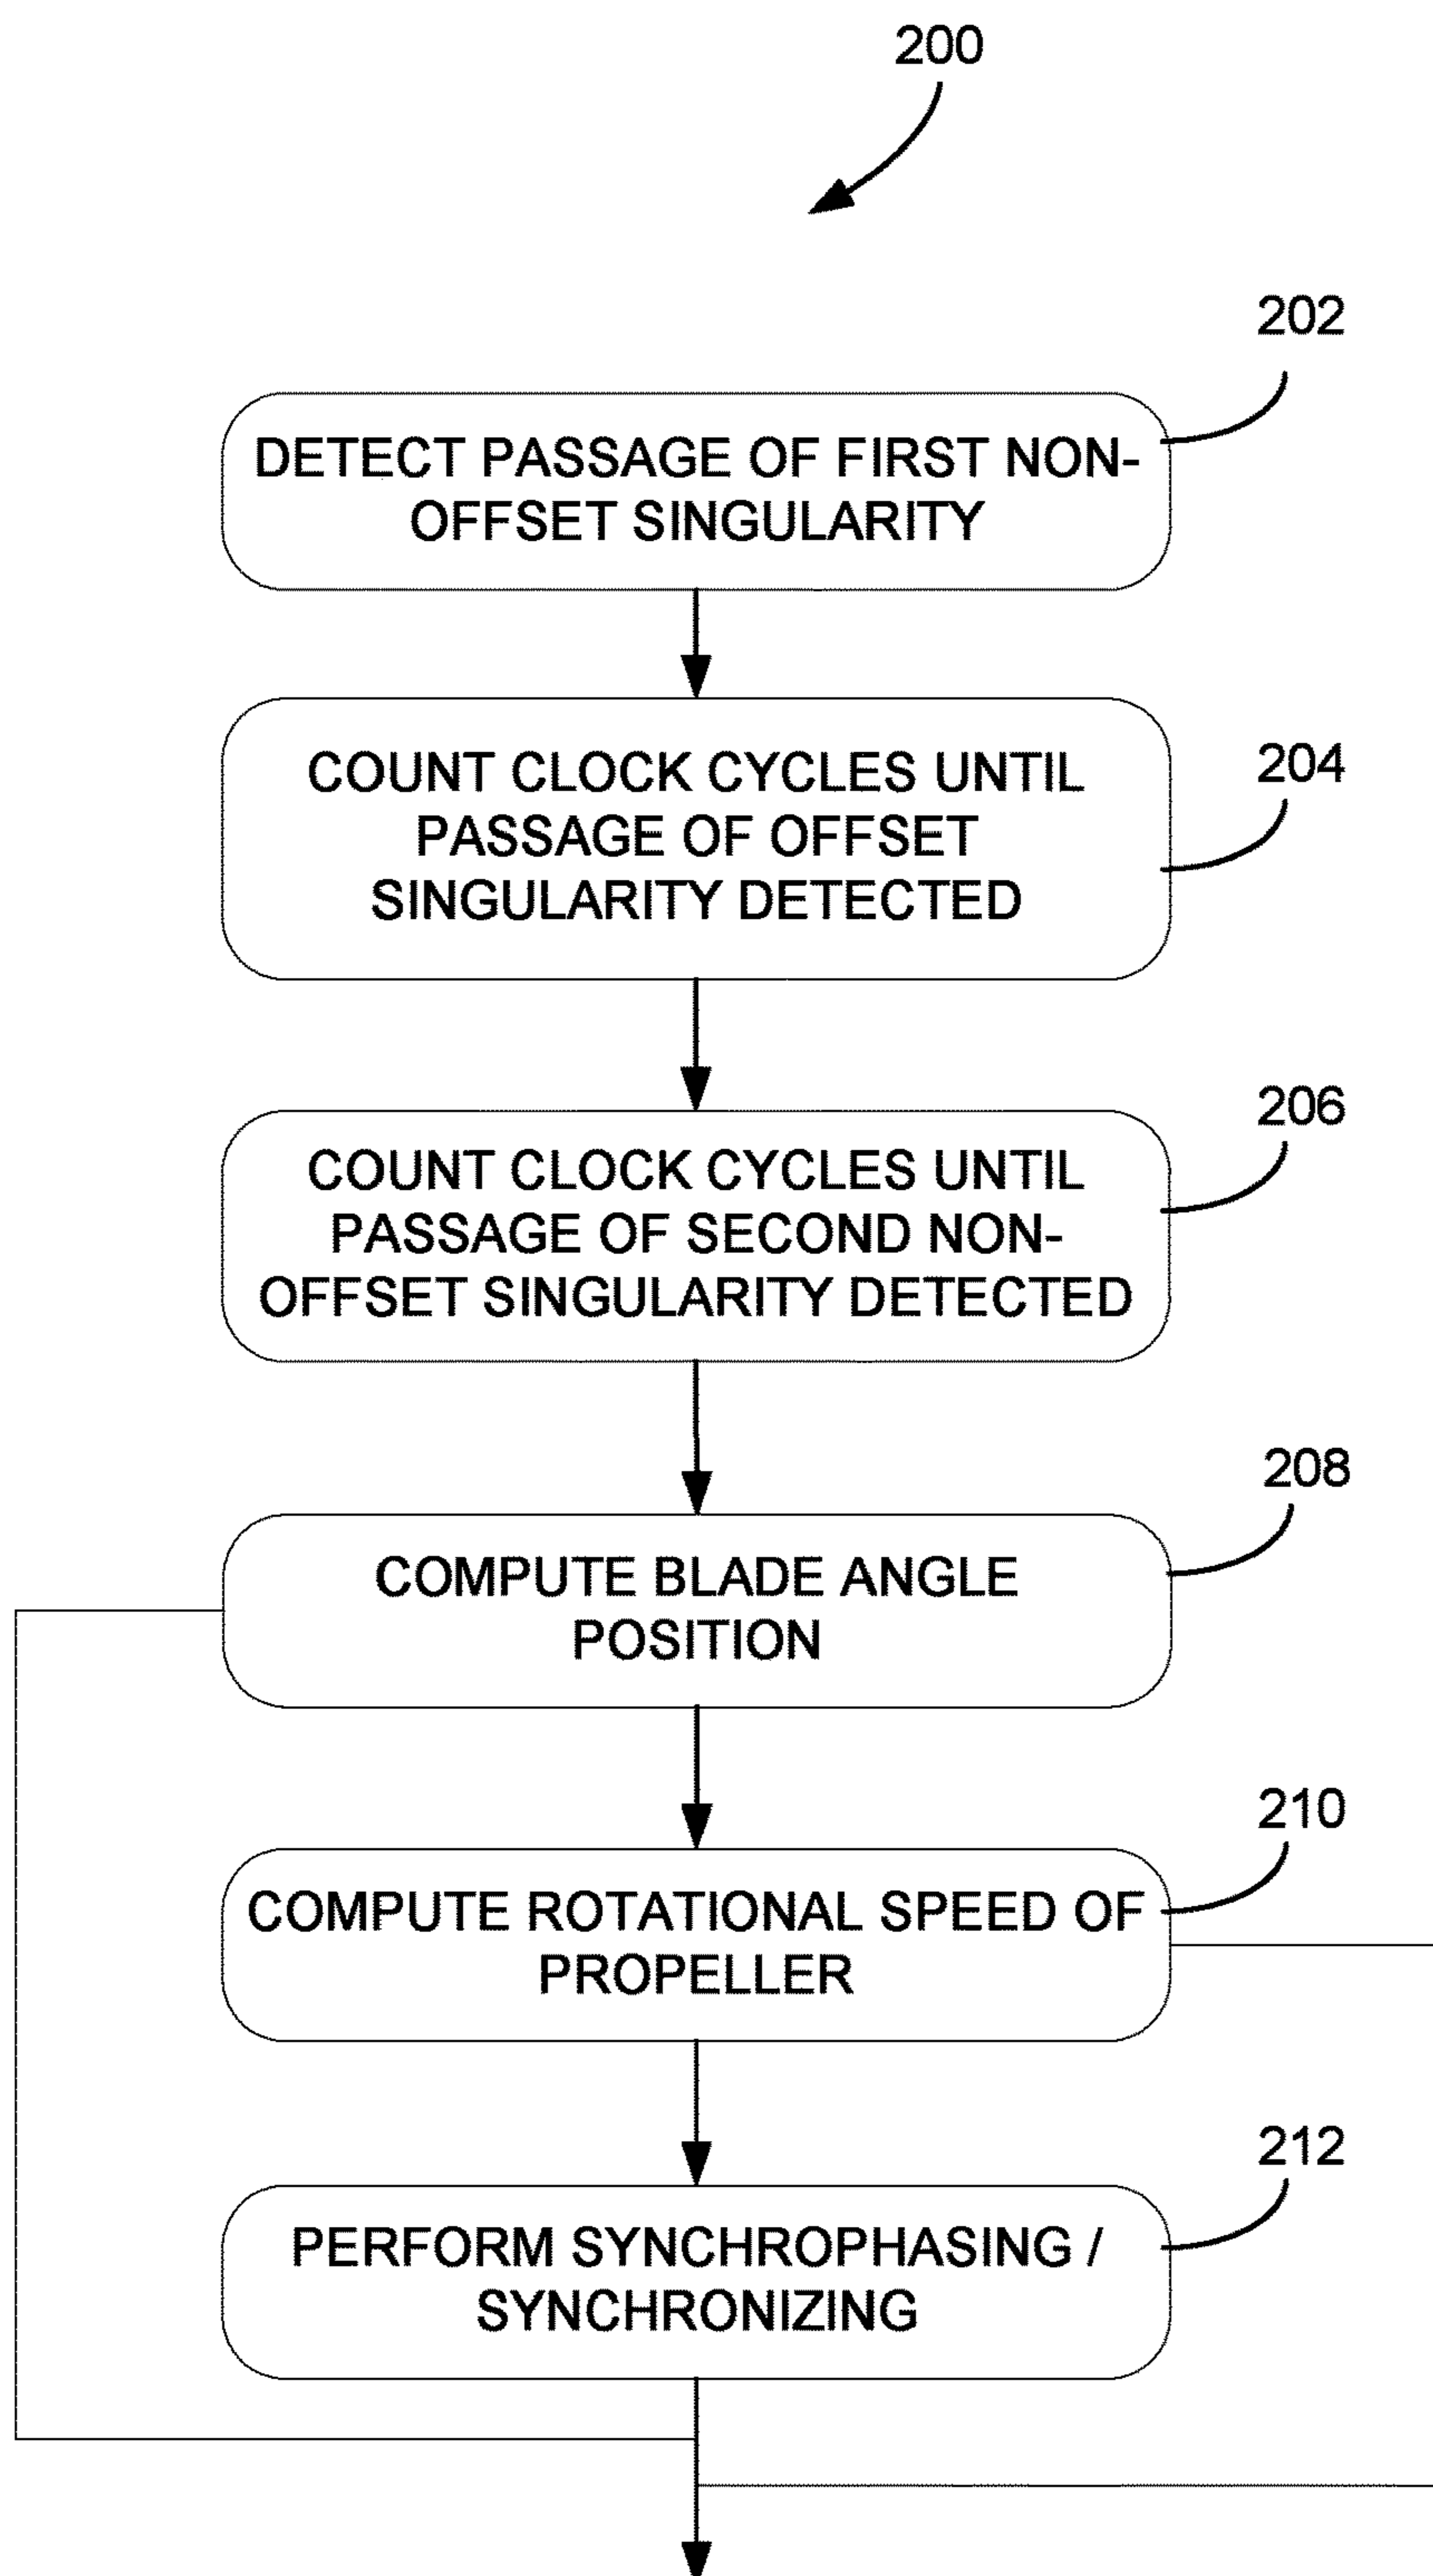 200
202
DETECT PASSAGE OF FIRST NON-
OFFSET SINGULARITY
204
COUNT CLOCK CYCLES UNTIL
PASSAGE OF OFFSET
SINGULARITY DETECTED
206
COUNT CLOCK CYCLES UNTIL
PASSAGE OF SECOND NON-
OFFSET SINGULARITY DETECTED
208
COMPUTE BLADE ANGLE
POSITION
210
COMPUTE ROTATIONAL SPEED OF
PROPELLER
212
PERFORM SYNCHROPHASING /
SYNCHRONIZING